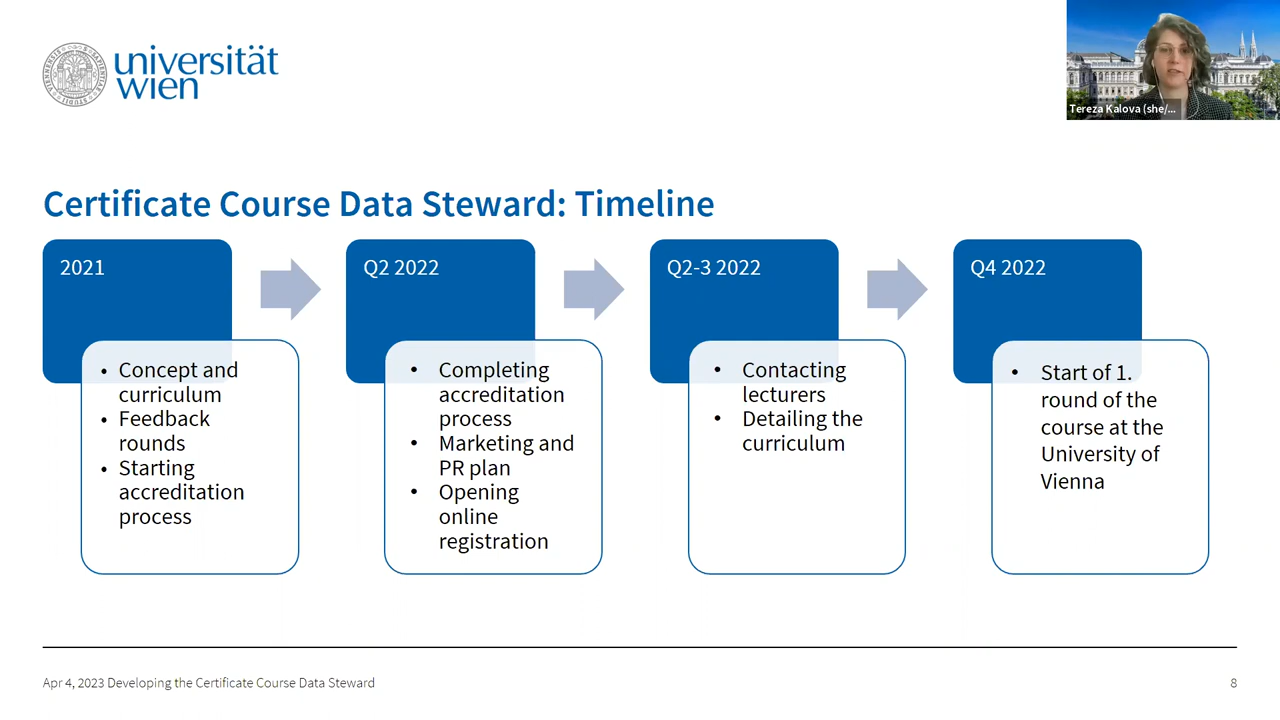 universität
wien
Tereza Kalova (she/...
Certificate Course Data Steward: Timeline
2021
• Concept and
curriculum
• Feedback
rounds
• Starting
accreditation
process
Q2 2022
• Completing
accreditation
process
• Marketing and
PR plan
• Opening
online
registration
Q2-3 2022
• Contacting
lecturers
• Detailing the
curriculum
Q4 2022
• Start of 1.
round of the
course at the
University of
Vienna
Apr 4, 2023 Developing the Certificate Course Data Steward
8